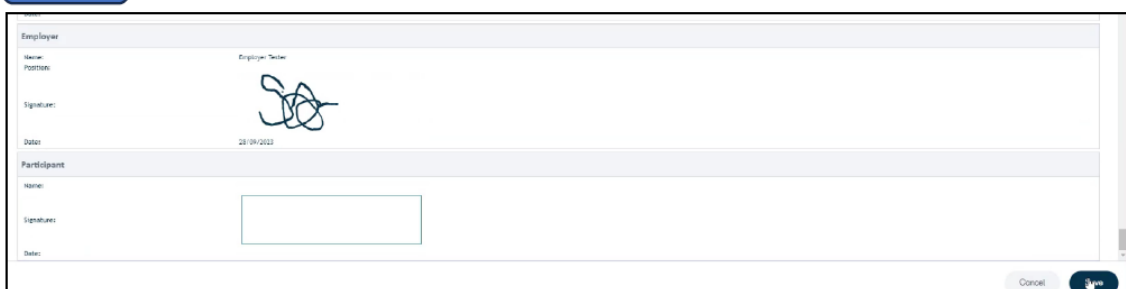 Employer
Name: Employer Tester
Position:
Signature:
Date: 28/09/2023
Participant
Name:
Signature:
Date:
Cancel Save